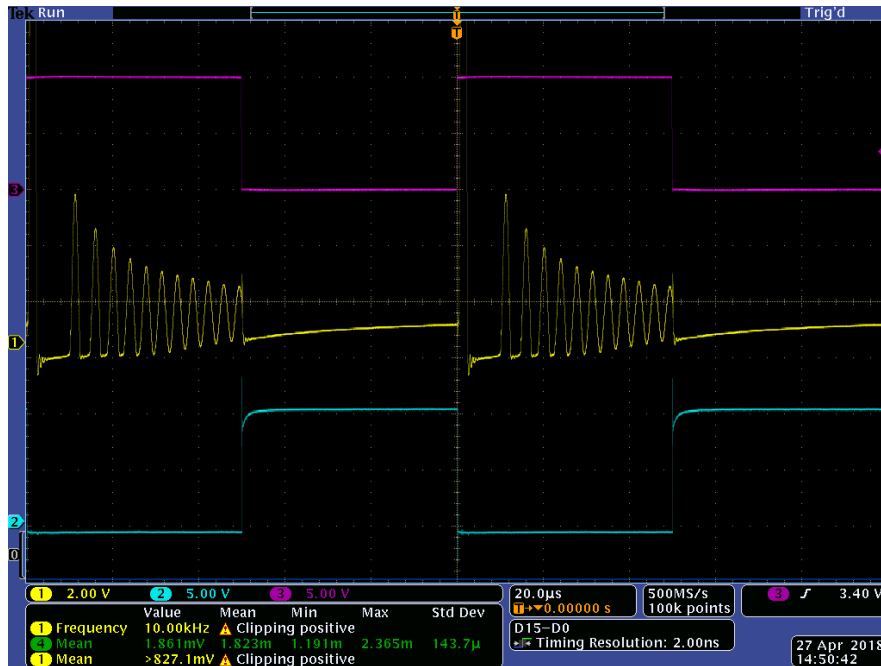 Tek Run Trig'd
T
T
3
1
2
0
1 2.00 V 2 5.00 V 3 5.00 V
20.0µs
T→▼0.00000 s
500MS/s
100k points
3 3.40 V
Value Mean Min Max Std Dev
1 Frequency 10.00kHz Clipping positive
4 Mean 1.861mV 1.823m 1.191m 2.365m 143.7µ
1 Mean >827.1mV Clipping positive
D15-D0
Timing Resolution: 2.00ns
27 Apr 2018
14:50:42